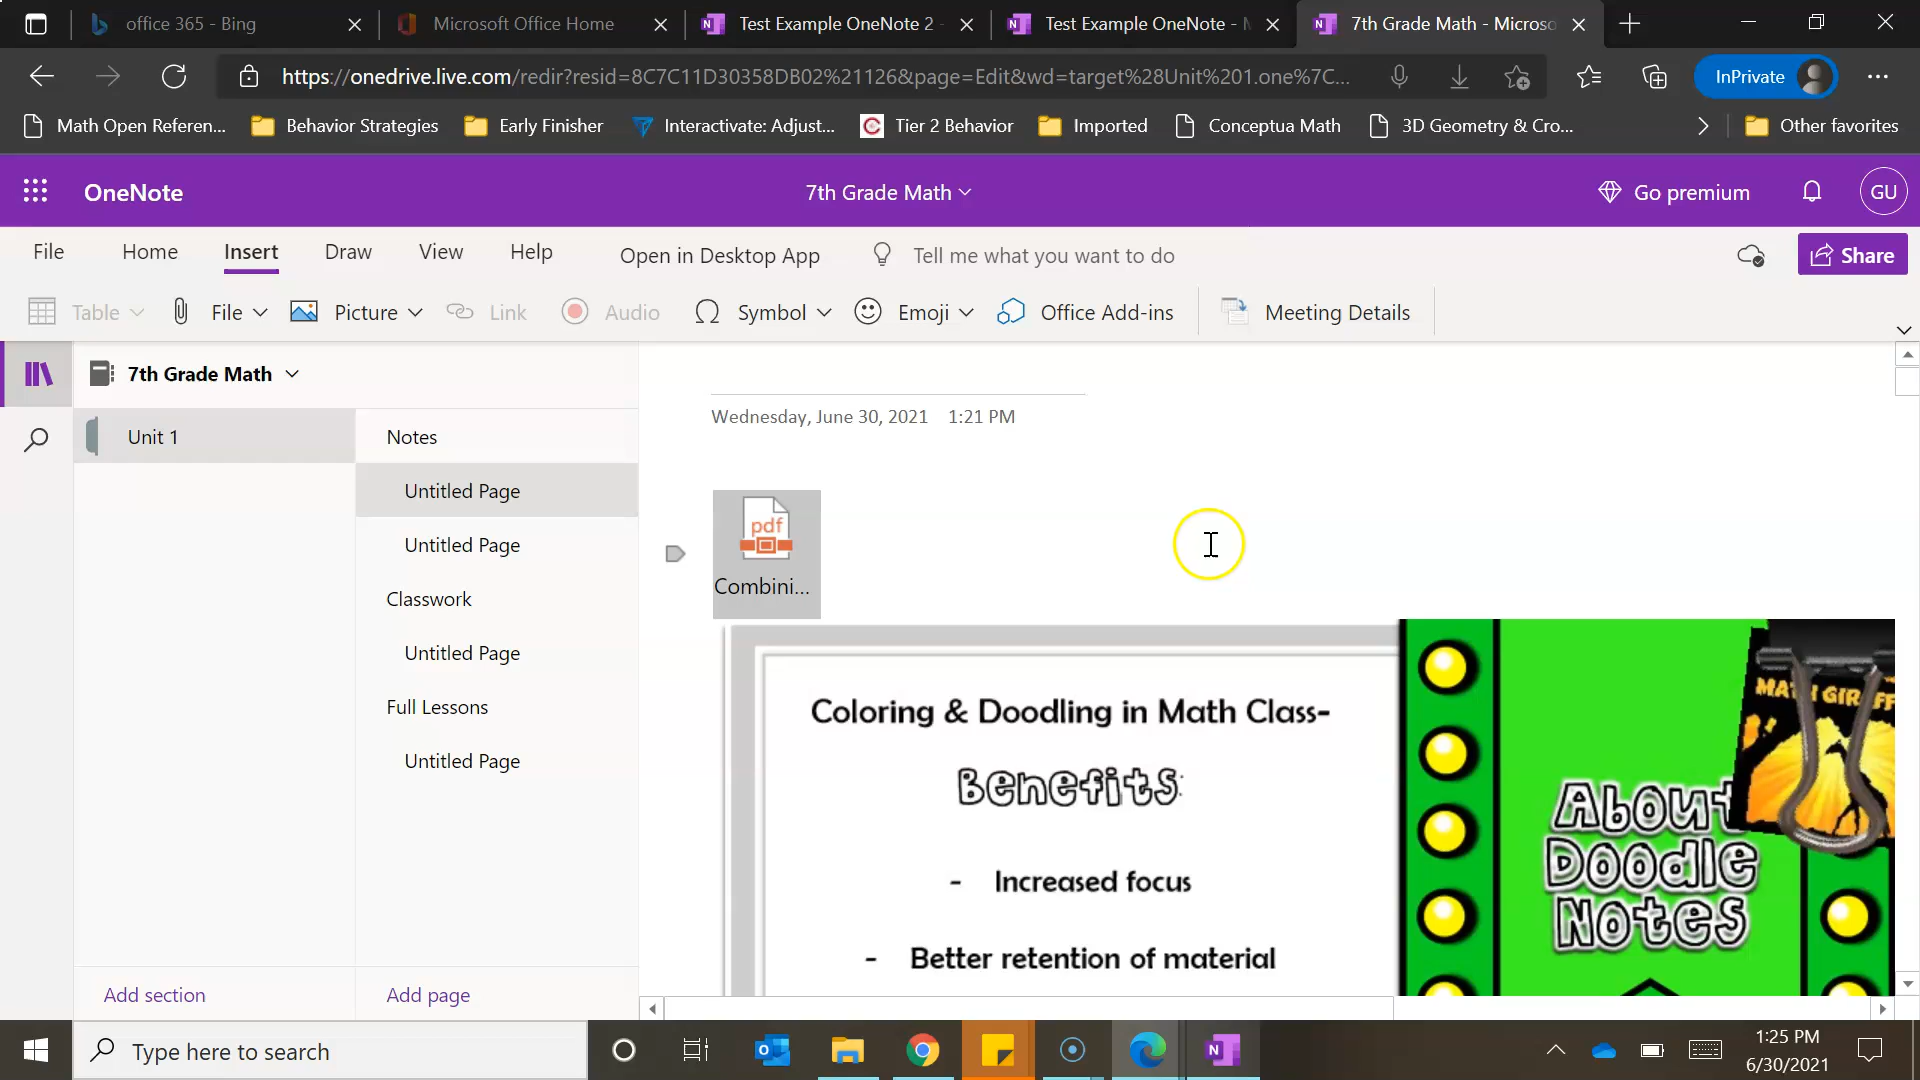 office 365 - Bing
Microsoft Office Home
Test Example OneNote 2 -
Test Example OneNote - M
7th Grade Math - Microso
https://onedrive.live.com/redir?resid=8C7C11D30358DB02%21126&page=Edit&wd=target%28Unit%201.one%7C...
InPrivate
Math Open Referen...
Behavior Strategies
Early Finisher
Interactivate: Adjust...
Tier 2 Behavior
Imported
Conceptua Math
3D Geometry & Cro...
Other favorites
OneNote
7th Grade Math
Go premium
GU
File
Home
Insert
Draw
View
Help
Open in Desktop App
Tell me what you want to do
Share
Table
File
Picture
Link
Audio
Symbol
Emoji
Office Add-ins
Meeting Details
7th Grade Math
Unit 1
Notes
Untitled Page
Untitled Page
Classwork
Untitled Page
Full Lessons
Untitled Page
Add section
Add page
Wednesday, June 30, 2021 1:21 PM
pdf
Combini...
Coloring & Doodling in Math Class-
Benefits:
- Increased focus
- Better retention of material
MATH GIRAFF
About
Doodle
Notes
Type here to search
1:25 PM
6/30/2021